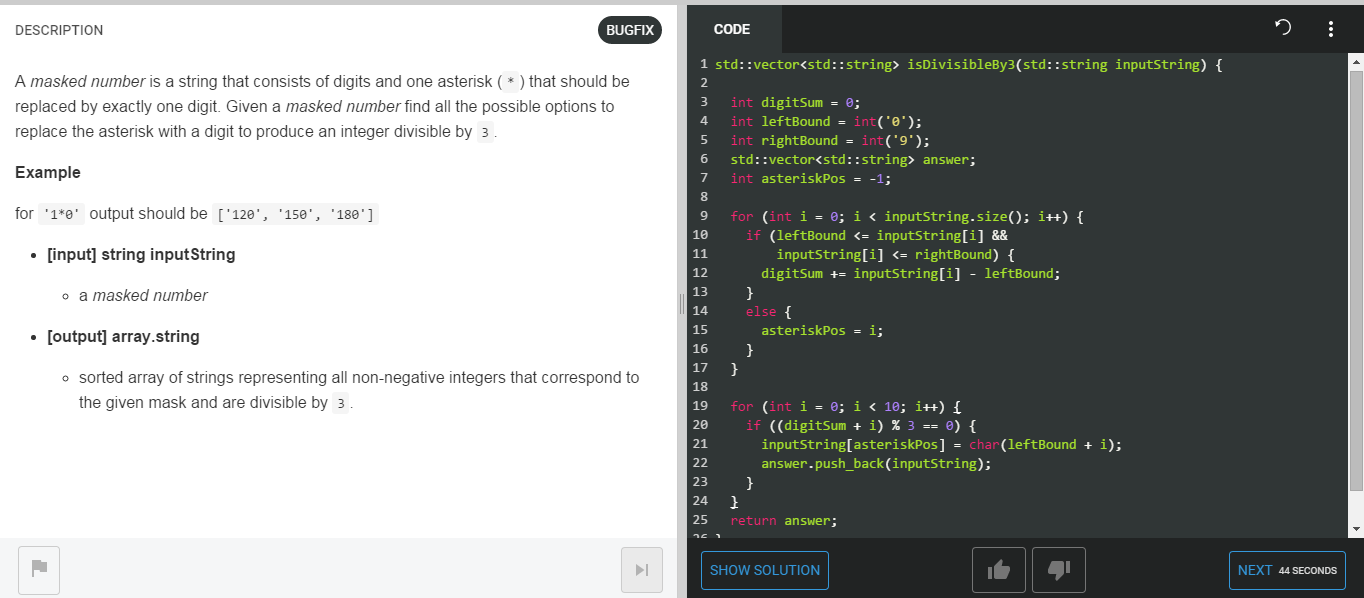 DESCRIPTION
BUGFIX
A masked number is a string that consists of digits and one asterisk ( * ) that should be
replaced by exactly one digit. Given a masked number find all the possible options to
replace the asterisk with a digit to produce an integer divisible by 3 .
Example
for '1*0' output should be ['120', '150', '180']
• [input] string inputString
◦ a masked number
• [output] array.string
◦ sorted array of strings representing all non-negative integers that correspond to
the given mask and are divisible by 3 .
CODE
1 std::vector<std::string> isDivisibleBy3(std::string inputString) {
2
3   int digitSum = 0;
4   int leftBound = int('0');
5   int rightBound = int('9');
6   std::vector<std::string> answer;
7   int asteriskPos = -1;
8
9   for (int i = 0; i < inputString.size(); i++) {
10     if (leftBound <= inputString[i] &&
11         inputString[i] <= rightBound) {
12       digitSum += inputString[i] - leftBound;
13     }
14     else {
15       asteriskPos = i;
16     }
17   }
18
19   for (int i = 0; i < 10; i++) {
20     if ((digitSum + i) % 3 == 0) {
21       inputString[asteriskPos] = char(leftBound + i);
22       answer.push_back(inputString);
23     }
24   }
25   return answer;
26 }
SHOW SOLUTION
NEXT 44 SECONDS